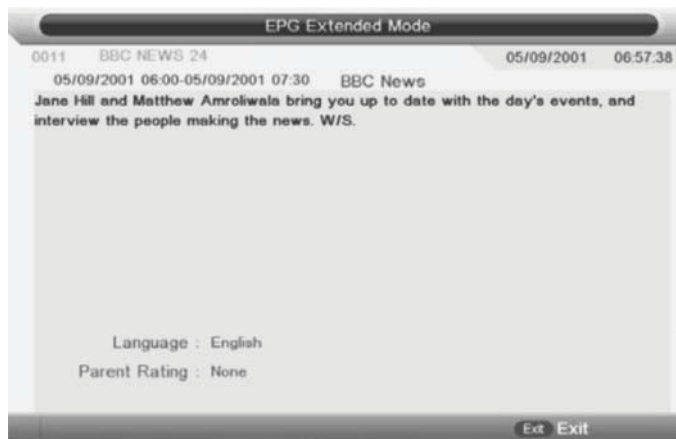 EPG Extended Mode
0011 BBC NEWS 24 05/09/2001 06:57:38
05/09/2001 06:00-05/09/2001 07:30 BBC News
Jane Hill and Matthew Amroliwala bring you up to date with the day's events, and
interview the people making the news. W/S.
Language : English
Parent Rating : None
Exit Exit